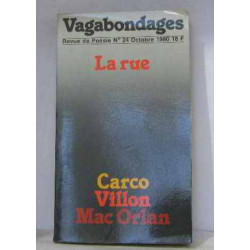 Vagabondages
Revue de Poésie N° 24 Octobre 1980 18 F
La rue
Carco
Villon
Mac Orlan